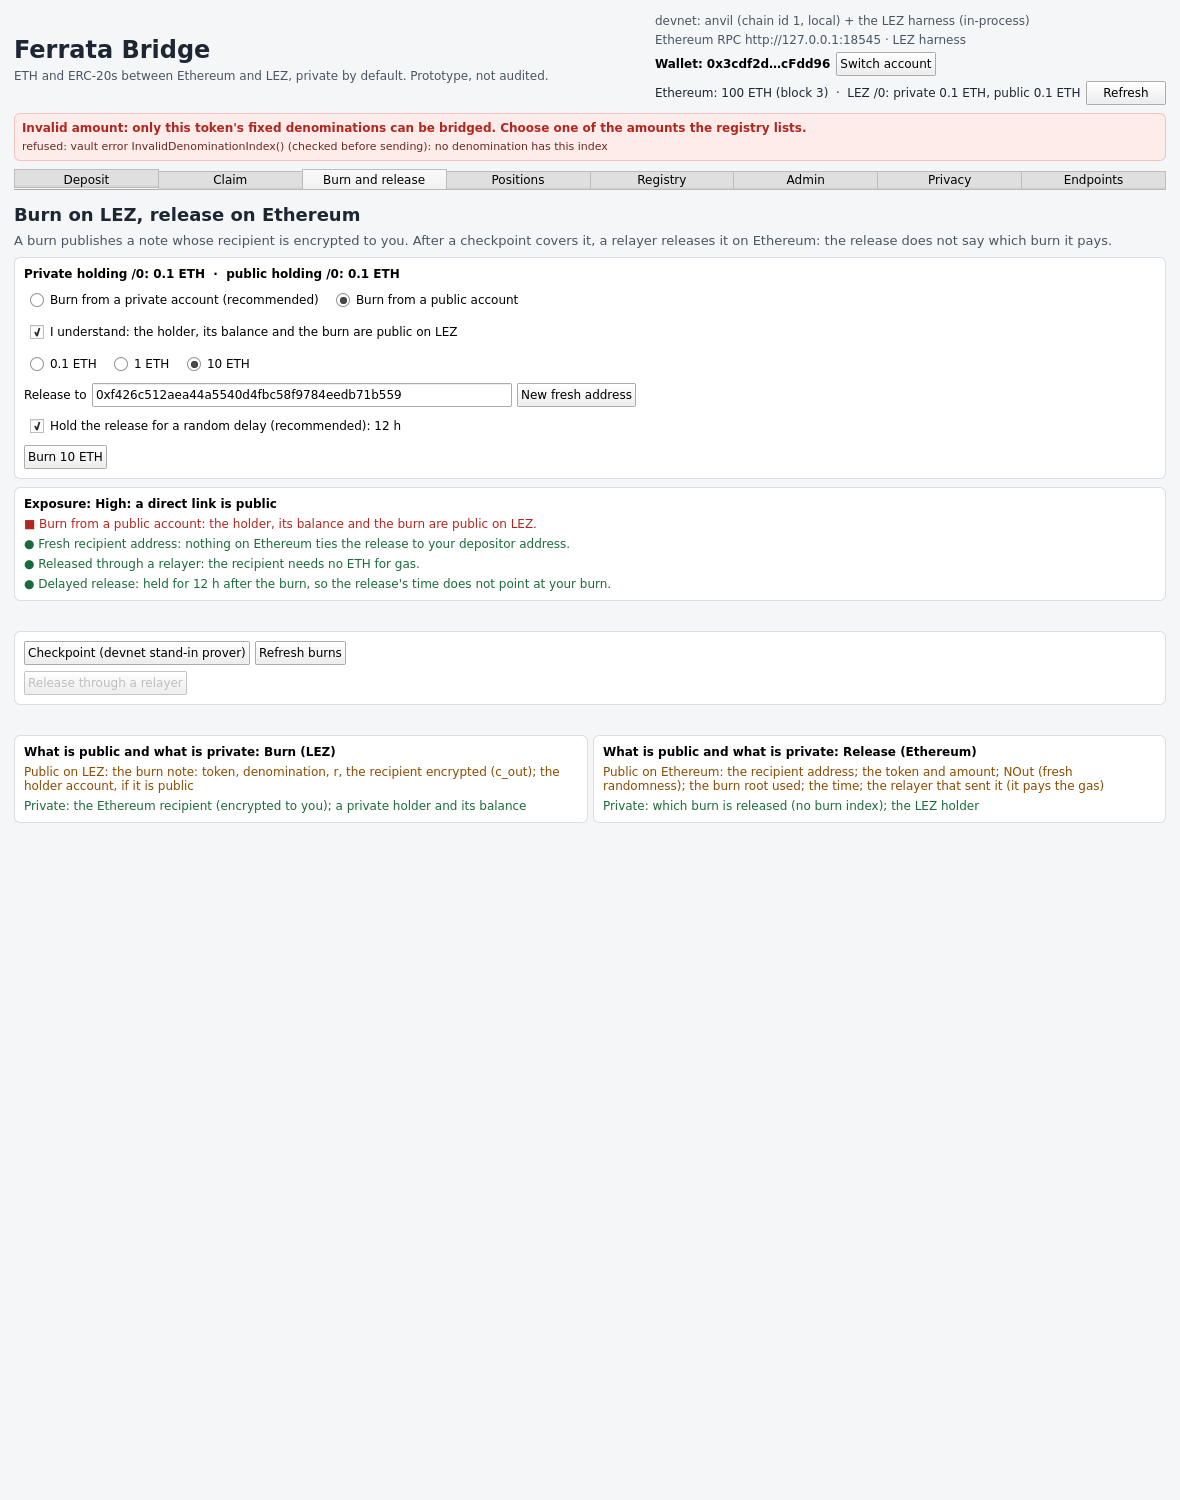 Ferrata Bridge
ETH and ERC-20s between Ethereum and LEZ, private by default. Prototype, not audited.
devnet: anvil (chain id 1, local) + the LEZ harness (in-process)
Ethereum RPC http://127.0.0.1:18545 · LEZ harness
Wallet: 0x3cdf2d…cFdd96 Switch account
Ethereum: 100 ETH (block 3) · LEZ /0: private 0.1 ETH, public 0.1 ETH Refresh
Invalid amount: only this token's fixed denominations can be bridged. Choose one of the amounts the registry lists.
refused: vault error InvalidDenominationIndex() (checked before sending): no denomination has this index
Deposit Claim Burn and release Positions Registry Admin Privacy Endpoints
Burn on LEZ, release on Ethereum
A burn publishes a note whose recipient is encrypted to you. After a checkpoint covers it, a relayer releases it on Ethereum: the release does not say which burn it pays.
Private holding /0: 0.1 ETH · public holding /0: 0.1 ETH
Burn from a private account (recommended) Burn from a public account
I understand: the holder, its balance and the burn are public on LEZ
0.1 ETH 1 ETH 10 ETH
Release to 0xf426c512aea44a5540d4fbc58f9784eedb71b559 New fresh address
Hold the release for a random delay (recommended): 12 h
Burn 10 ETH
Exposure: High: a direct link is public
■ Burn from a public account: the holder, its balance and the burn are public on LEZ.
● Fresh recipient address: nothing on Ethereum ties the release to your depositor address.
● Released through a relayer: the recipient needs no ETH for gas.
● Delayed release: held for 12 h after the burn, so the release's time does not point at your burn.
Checkpoint (devnet stand-in prover) Refresh burns
Release through a relayer
What is public and what is private: Burn (LEZ)
Public on LEZ: the burn note: token, denomination, r, the recipient encrypted (c_out); the
holder account, if it is public
Private: the Ethereum recipient (encrypted to you); a private holder and its balance
What is public and what is private: Release (Ethereum)
Public on Ethereum: the recipient address; the token and amount; NOut (fresh
randomness); the burn root used; the time; the relayer that sent it (it pays the gas)
Private: which burn is released (no burn index); the LEZ holder